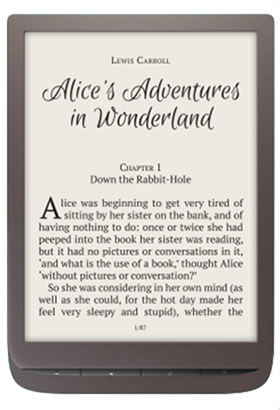 Lewis Carroll
Alice's Adventures
in Wonderland
Chapter 1
Down the Rabbit-Hole
Alice was beginning to get very tired of
sitting by her sister on the bank, and of
having nothing to do: once or twice she had
peeped into the book her sister was reading,
but it had no pictures or conversations in it,
'and what is the use of a book,' thought Alice
'without pictures or conversation?'
So she was considering in her own mind (as
well as she could, for the hot day made her
feel very sleepy and stupid), whether the
1/87